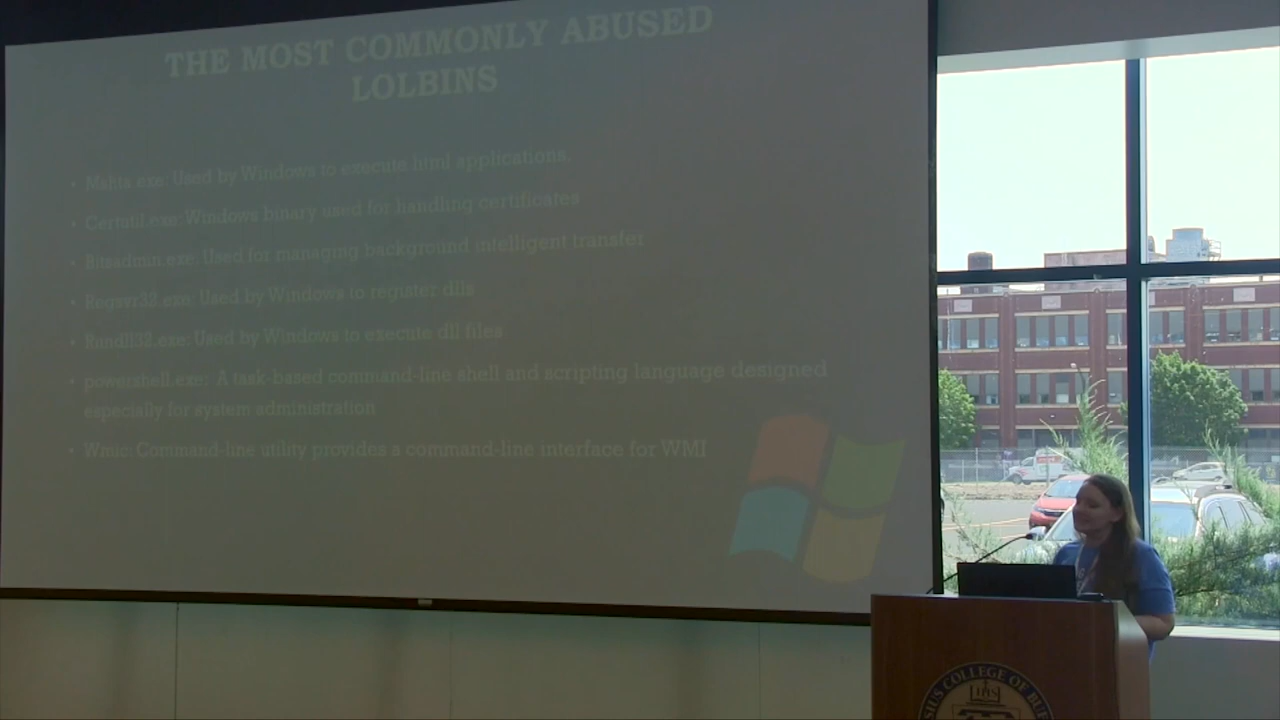 THE MOST COMMONLY ABUSED
LOLBINS
• Mshta.exe: Used by Windows to execute html applications.
• Certutil.exe: Windows binary used for handling certificates
• Bitsadmin.exe: Used for managing background intelligent transfer
• Regsvr32.exe: Used by Windows to register dlls
• Rundll32.exe: Used by Windows to execute dll files
• powershell.exe: A task-based command-line shell and scripting language designed
especially for system administration
• Wmic: Command-line utility provides a command-line interface for WMI
COLLEGE OF
IHS